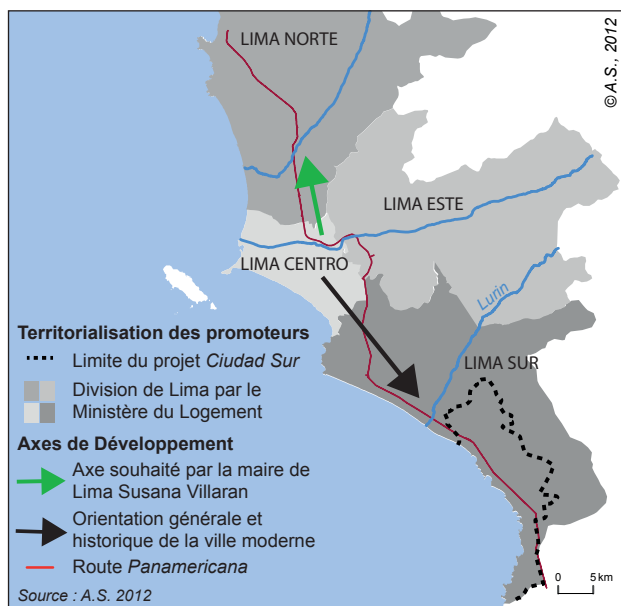 LIMA NORTE
© A.S., 2012
LIMA ESTE
LIMA CENTRO
Lurin
LIMA SUR
Territorialisation des promoteurs
Limite du projet Ciudad Sur
Division de Lima par le
Ministère du Logement
Axes de Développement
Axe souhaité par la maire de
Lima Susana Villaran
Orientation générale et
historique de la ville moderne
Route Panamericana
Source : A.S. 2012
0 5 km